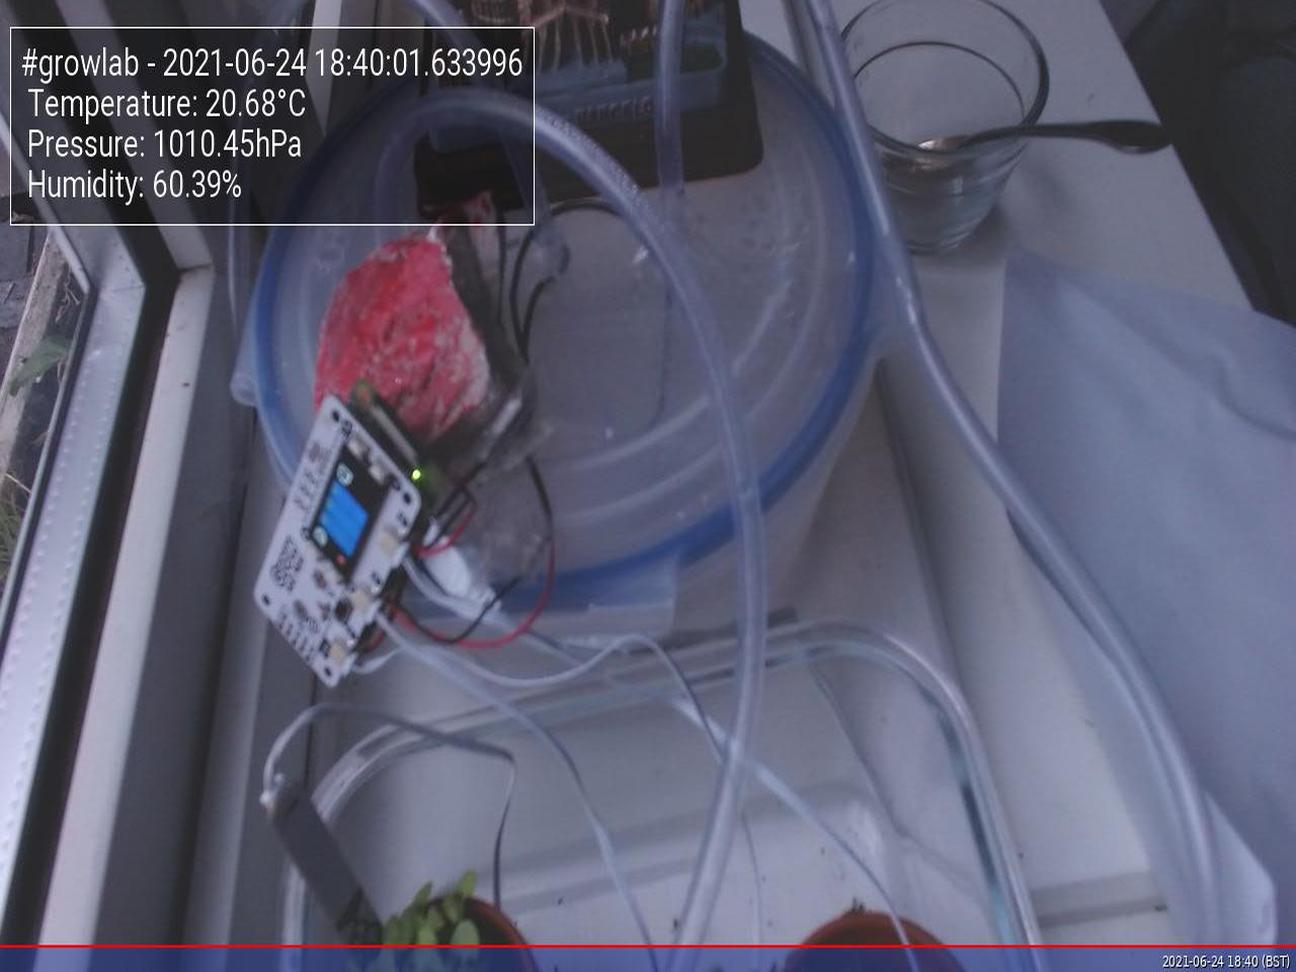 #growlab - 2021-06-24 18:40:01.633996
Temperature: 20.68°C
Pressure: 1010.45hPa
Humidity: 60.39%
2021-06-24 18:40 (BST)